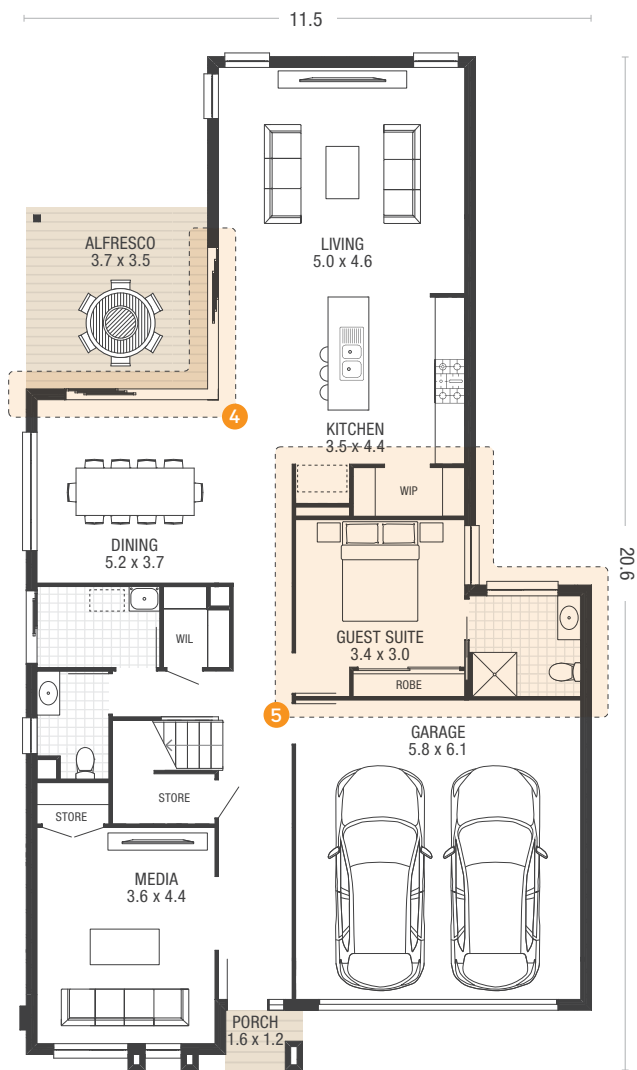 11.5
20.6
ALFRESCO
3.7 x 3.5
LIVING
5.0 x 4.6
4
KITCHEN
3.5 x 4.4
WIP
DINING
5.2 x 3.7
WIL
GUEST SUITE
3.4 x 3.0
ROBE
5
GARAGE
5.8 x 6.1
STORE
STORE
MEDIA
3.6 x 4.4
PORCH
1.6 x 1.2